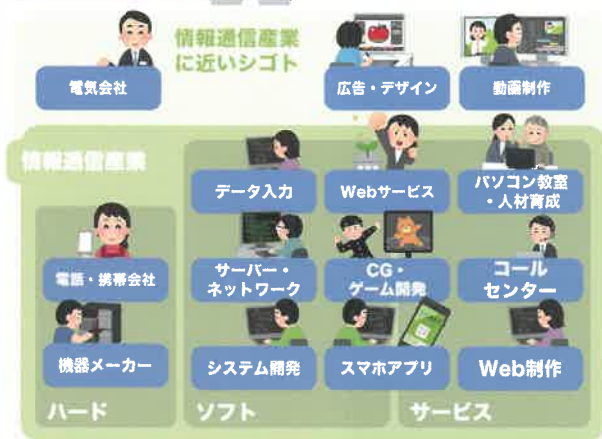 情報通信産業
に近いシゴト
電気会社
広告・デザイン
動画制作
情報通信産業
データ入力
Webサービス
パソコン教室
・人材育成
電話・携帯会社
サーバー・
ネットワーク
CG・
ゲーム開発
コール
センター
機器メーカー
システム開発
スマホアプリ
Web制作
ハード
ソフト
サービス